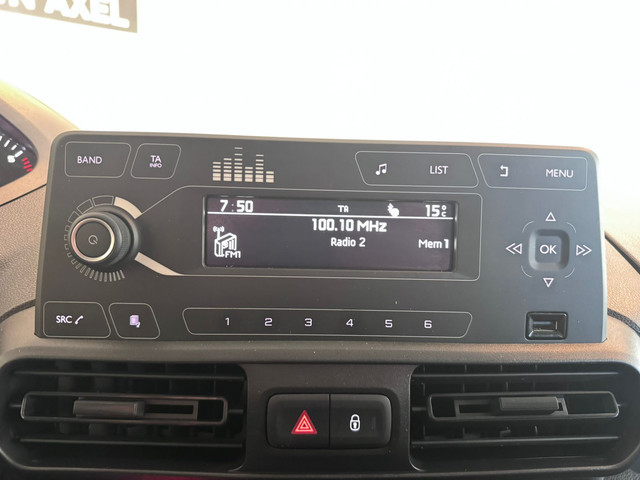 N AXEL
BAND
TA
INFO
LIST
MENU
7:50 TA 15°C
100.10 MHz
Radio 2 Mem 1
FM1
OK
SRC
1 2 3 4 5 6